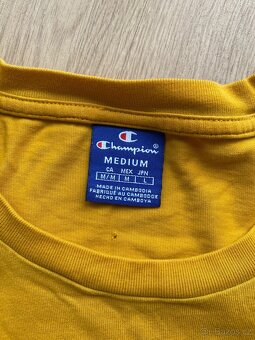 Champion
MEDIUM
CA MEX JPN
M/M M L
MADE IN CAMBODIA
FABRIQUÉ AU CAMBODGE
HECHO EN CAMBOYA